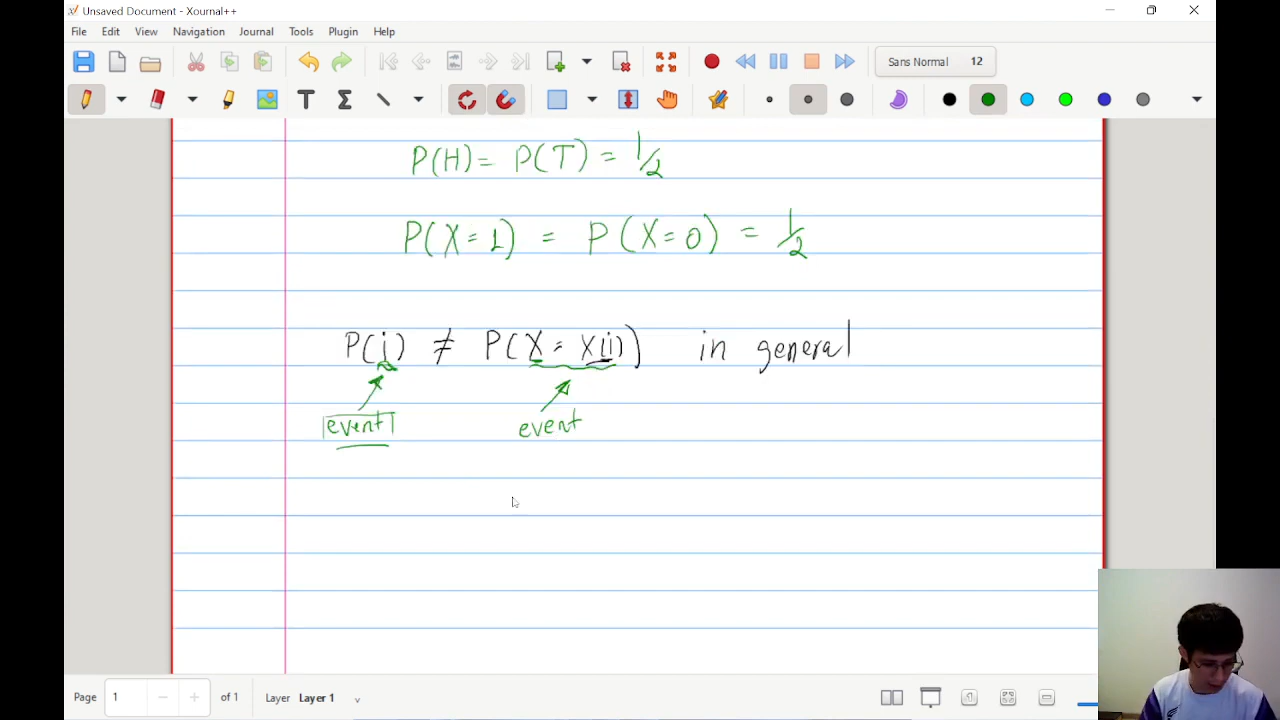 Unsaved Document - Xournal++
File Edit View Navigation Journal Tools Plugin Help
Sans Normal 12
P(H) = P(T) = 1/2
P(X = 1) = P(X = 0) = 1/2
P(i) ≠ P(X = X(i)) in general
event event
Page 1 of 1 Layer Layer 1